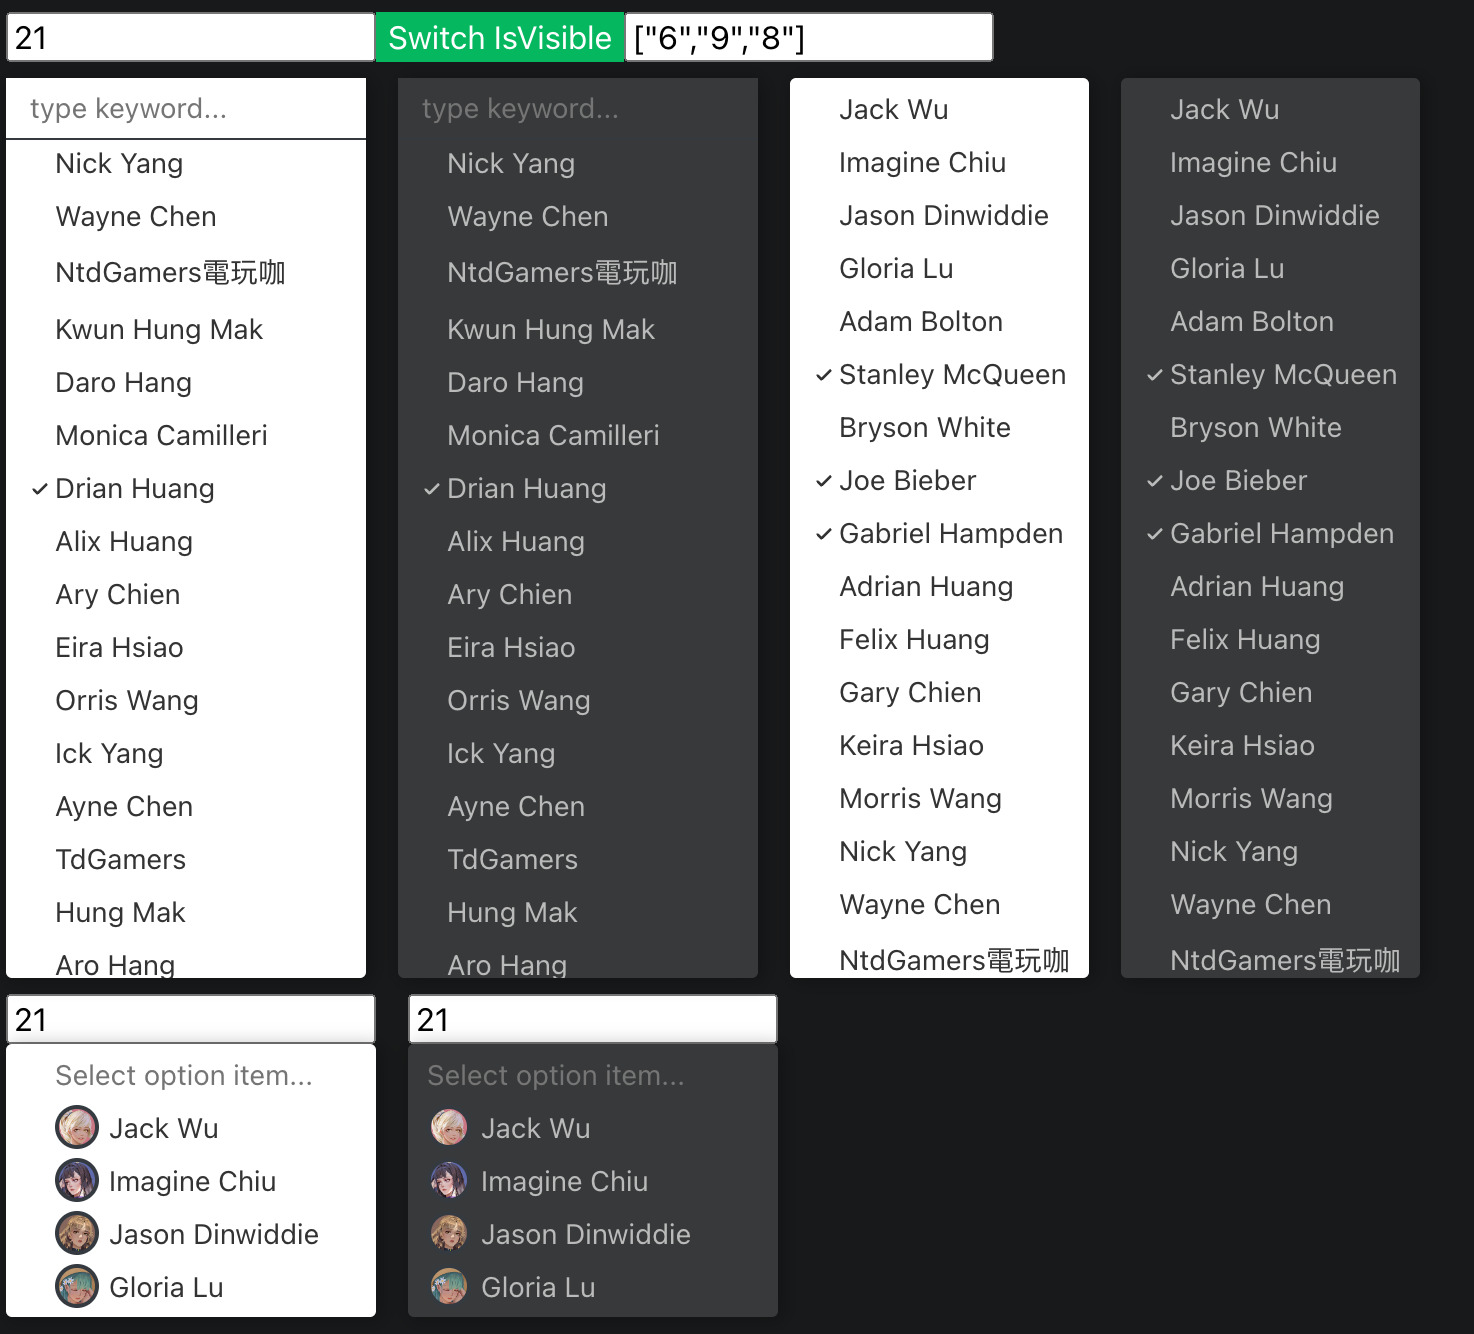 21
Switch IsVisible
["6","9","8"]
type keyword...
Nick Yang
Wayne Chen
NtdGamers電玩咖
Kwun Hung Mak
Daro Hang
Monica Camilleri
Drian Huang
Alix Huang
Ary Chien
Eira Hsiao
Orris Wang
Ick Yang
Ayne Chen
TdGamers
Hung Mak
Aro Hang
type keyword...
Nick Yang
Wayne Chen
NtdGamers電玩咖
Kwun Hung Mak
Daro Hang
Monica Camilleri
Drian Huang
Alix Huang
Ary Chien
Eira Hsiao
Orris Wang
Ick Yang
Ayne Chen
TdGamers
Hung Mak
Aro Hang
Jack Wu
Imagine Chiu
Jason Dinwiddie
Gloria Lu
Adam Bolton
Stanley McQueen
Bryson White
Joe Bieber
Gabriel Hampden
Adrian Huang
Felix Huang
Gary Chien
Keira Hsiao
Morris Wang
Nick Yang
Wayne Chen
NtdGamers電玩咖
Jack Wu
Imagine Chiu
Jason Dinwiddie
Gloria Lu
Adam Bolton
Stanley McQueen
Bryson White
Joe Bieber
Gabriel Hampden
Adrian Huang
Felix Huang
Gary Chien
Keira Hsiao
Morris Wang
Nick Yang
Wayne Chen
NtdGamers電玩咖
21
Select option item...
Jack Wu
Imagine Chiu
Jason Dinwiddie
Gloria Lu
21
Select option item...
Jack Wu
Imagine Chiu
Jason Dinwiddie
Gloria Lu